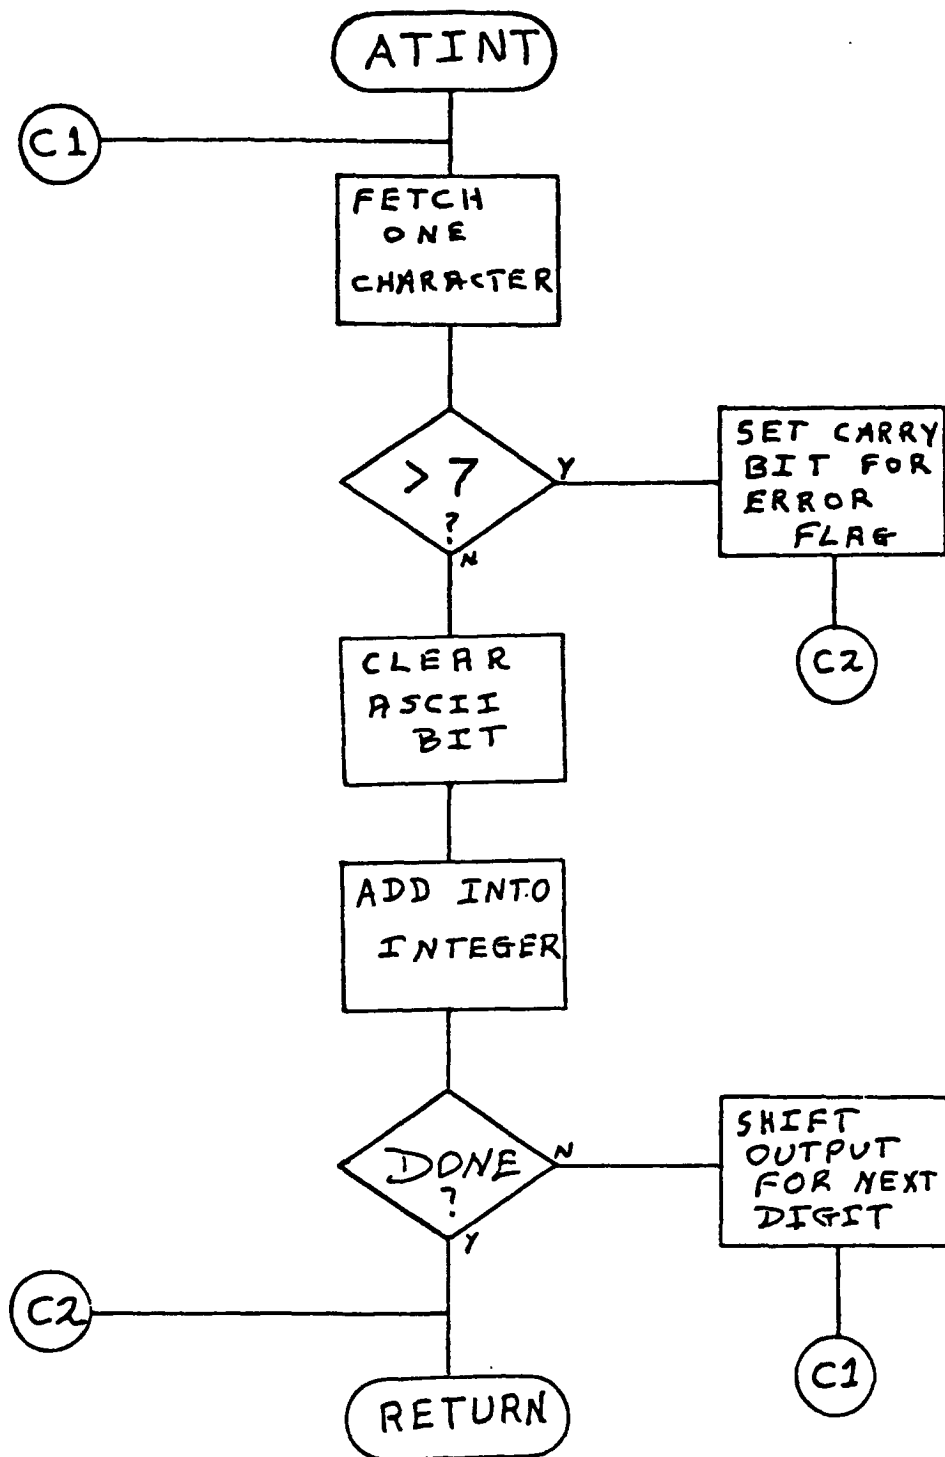 ATINT
C1
FETCH
ONE
CHARACTER
> 7
?
Y
N
SET CARRY
BIT FOR
ERROR
FLAG
C2
CLEAR
ASCII
BIT
ADD INTO
INTEGER
DONE
?
N
Y
SHIFT
OUTPUT
FOR NEXT
DIGIT
C1
C2
RETURN